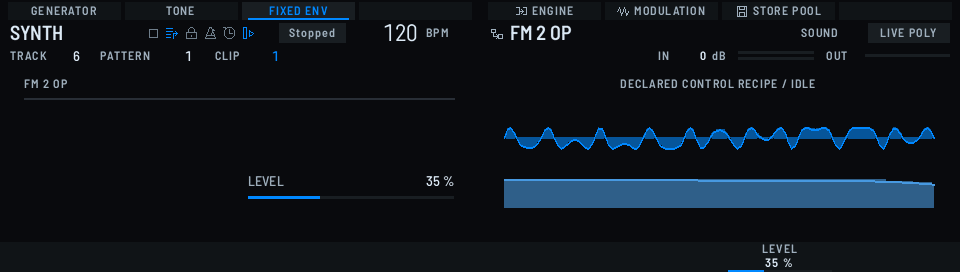 GENERATOR TONE FIXED ENV ENGINE MODULATION STORE POOL
SYNTH Stopped 120 BPM FM 2 OP SOUND LIVE POLY
TRACK 6 PATTERN 1 CLIP 1 IN 0 dB OUT
FM 2 OP DECLARED CONTROL RECIPE / IDLE
LEVEL 35 %
LEVEL
35 %